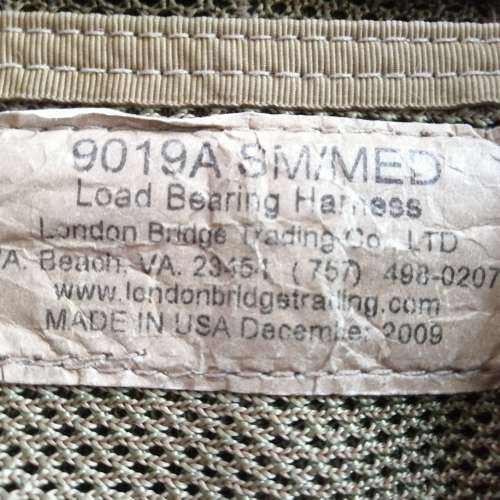 9019A SM/MED
Load Bearing Harness
London Bridge Trading Co., LTD
VA. Beach, VA. 23454 (757) 498-0207
www.londonbridgetrading.com
MADE IN USA December 2009